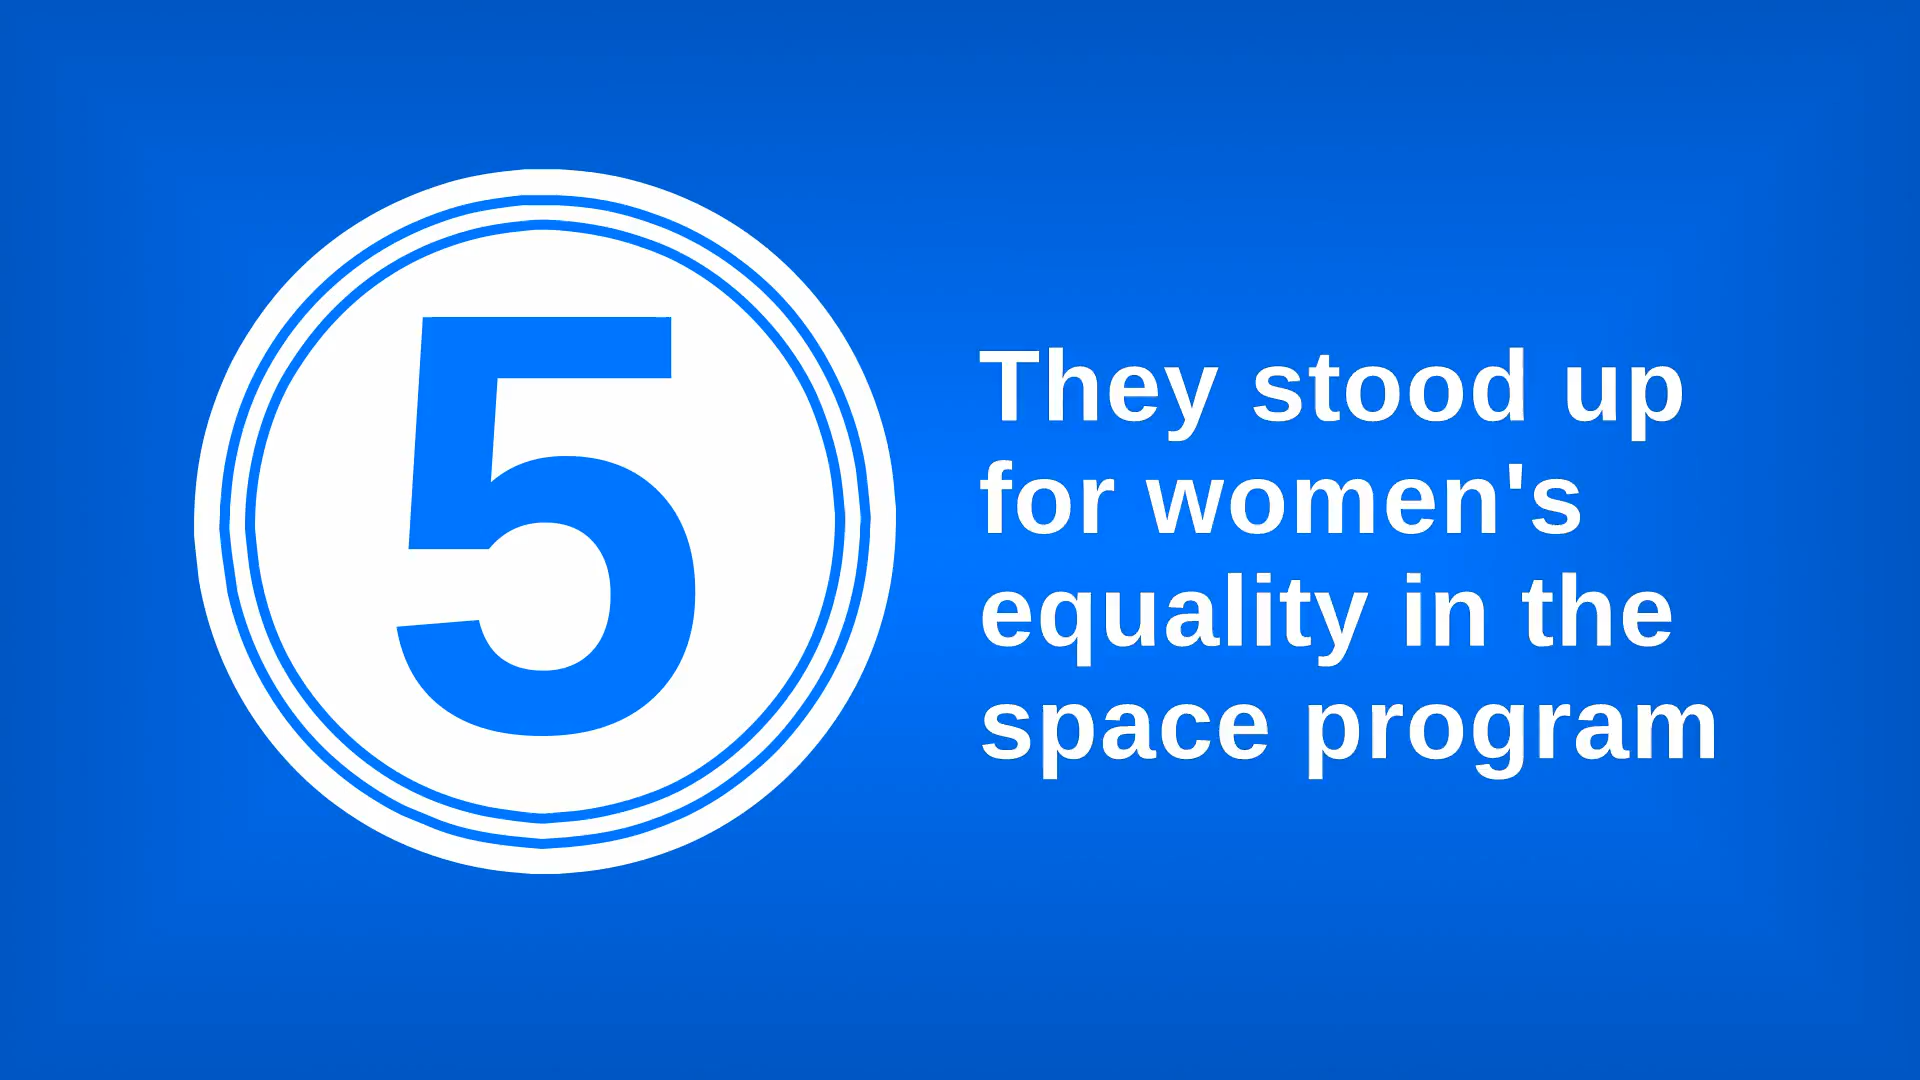 5
They stood up
for women's
equality in the
space program